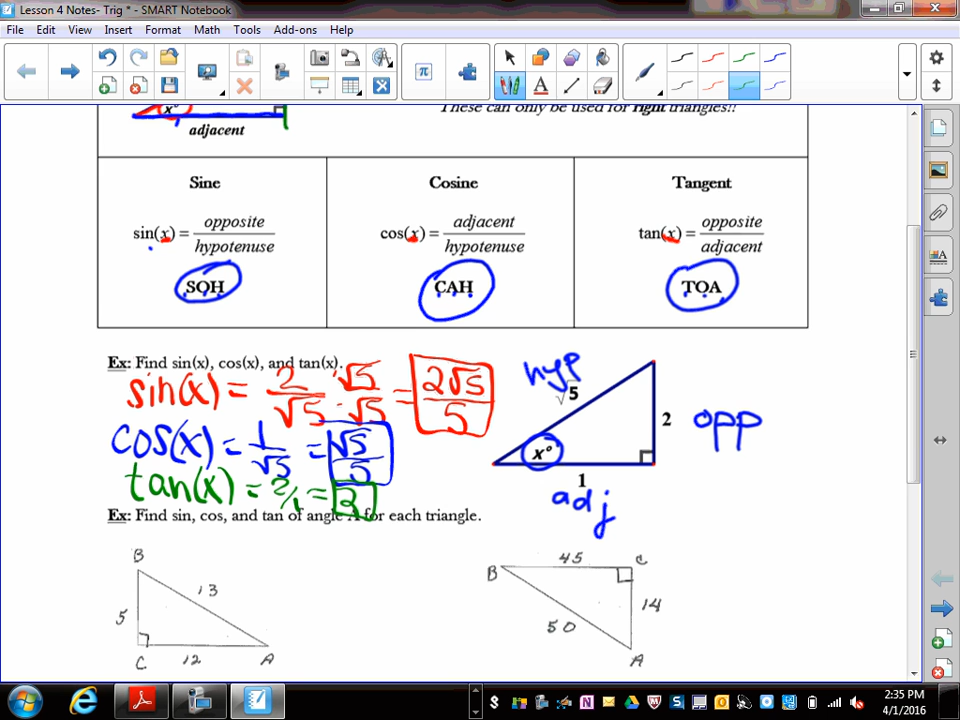 Lesson 4 Notes- Trig * - SMART Notebook
File Edit View Insert Format Math Tools Add-ons Help
x°
adjacent
These can only be used for right triangles!!
Sine
Cosine
Tangent
sin(x) = opposite / hypotenuse
cos(x) = adjacent / hypotenuse
tan(x) = opposite / adjacent
SOH
CAH
TOA
Ex: Find sin(x), cos(x), and tan(x).
sin(x) = 2/√5 · √5/√5 = 2√5/5
cos(x) = 1/√5 = √5/5
tan(x) = 2/1 = 2
hyp
√5
2 opp
x°
1
adj
Ex: Find sin, cos, and tan of angle A for each triangle.
B
13
5
C 12 A
B 45 C
14
50
A
2:35 PM
4/1/2016